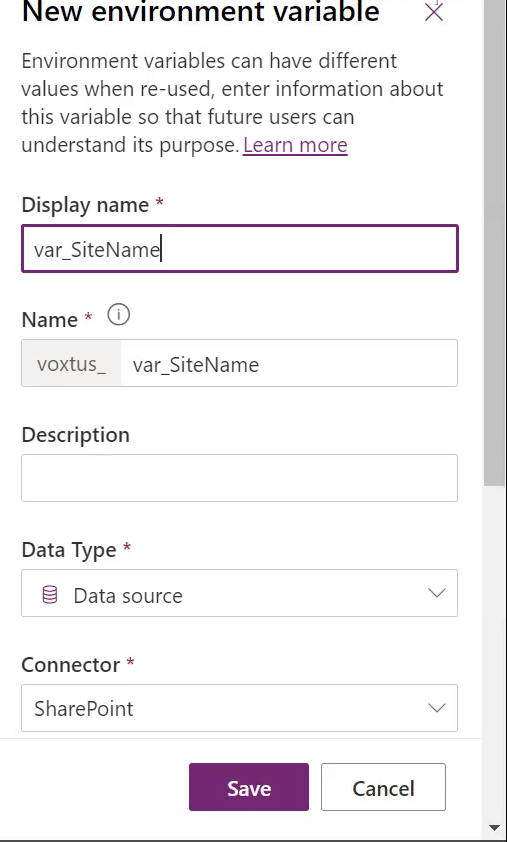 New environment variable
Environment variables can have different
values when re-used, enter information about
this variable so that future users can
understand its purpose. Learn more
Display name *
var_SiteName
Name *
voxtus_ var_SiteName
Description
Data Type *
Data source
Connector *
SharePoint
Save Cancel